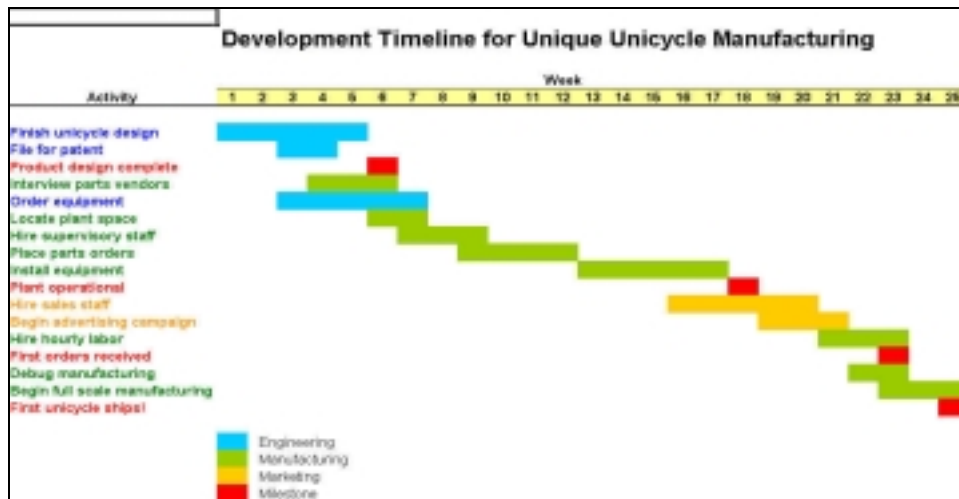 Development Timeline for Unique Unicycle Manufacturing
Week
Activity 1 2 3 4 5 6 7 8 9 10 11 12 13 14 15 16 17 18 19 20 21 22 23 24 25
Finish unicycle design
File for patent
Product design complete
Interview parts vendors
Order equipment
Locate plant space
Hire supervisory staff
Place parts orders
Install equipment
Plant operational
Hire sales staff
Begin advertising campaign
Hire hourly labor
First orders received
Debug manufacturing
Begin full scale manufacturing
First unicycle ships!
Engineering
Manufacturing
Marketing
Milestone